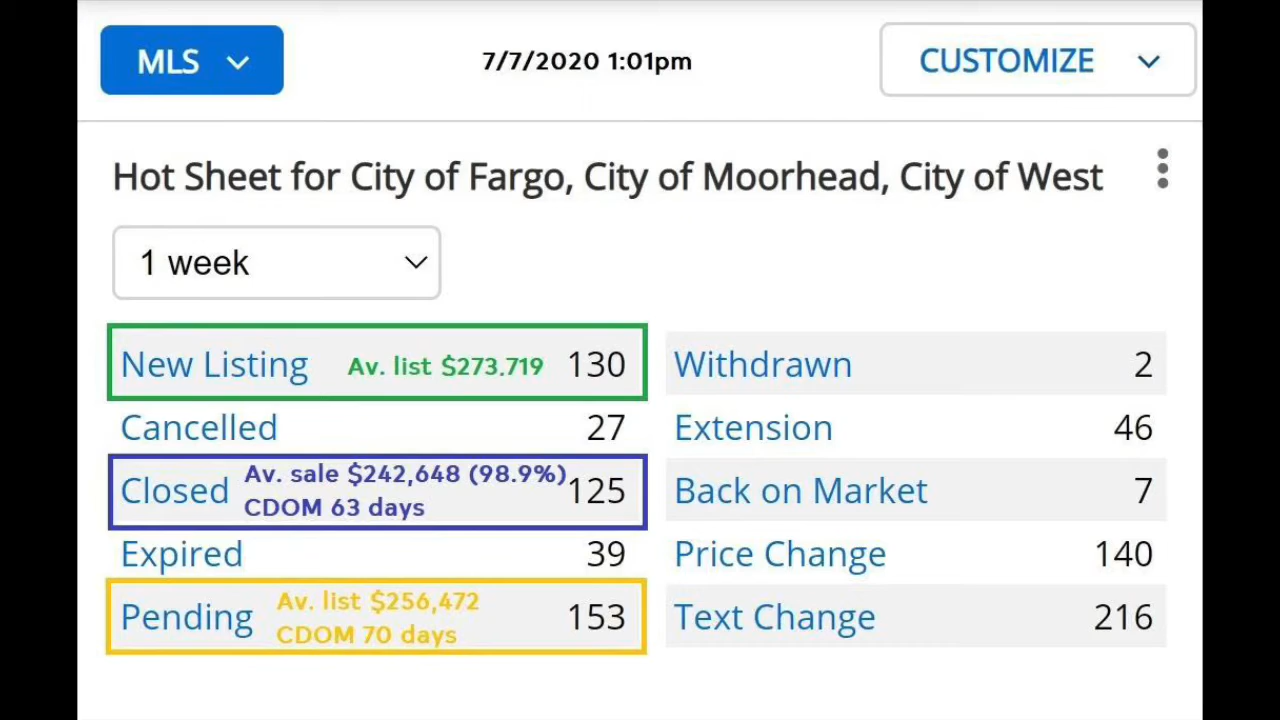 MLS 7/7/2020 1:01pm CUSTOMIZE
Hot Sheet for City of Fargo, City of Moorhead, City of West
1 week
New Listing Av. list $273,719 130
Cancelled 27
Av. sale $242,648 (98.9%)
Closed 125
CDOM 63 days
Expired 39
Av. list $256,472
Pending 153
CDOM 70 days
Withdrawn 2
Extension 46
Back on Market 7
Price Change 140
Text Change 216